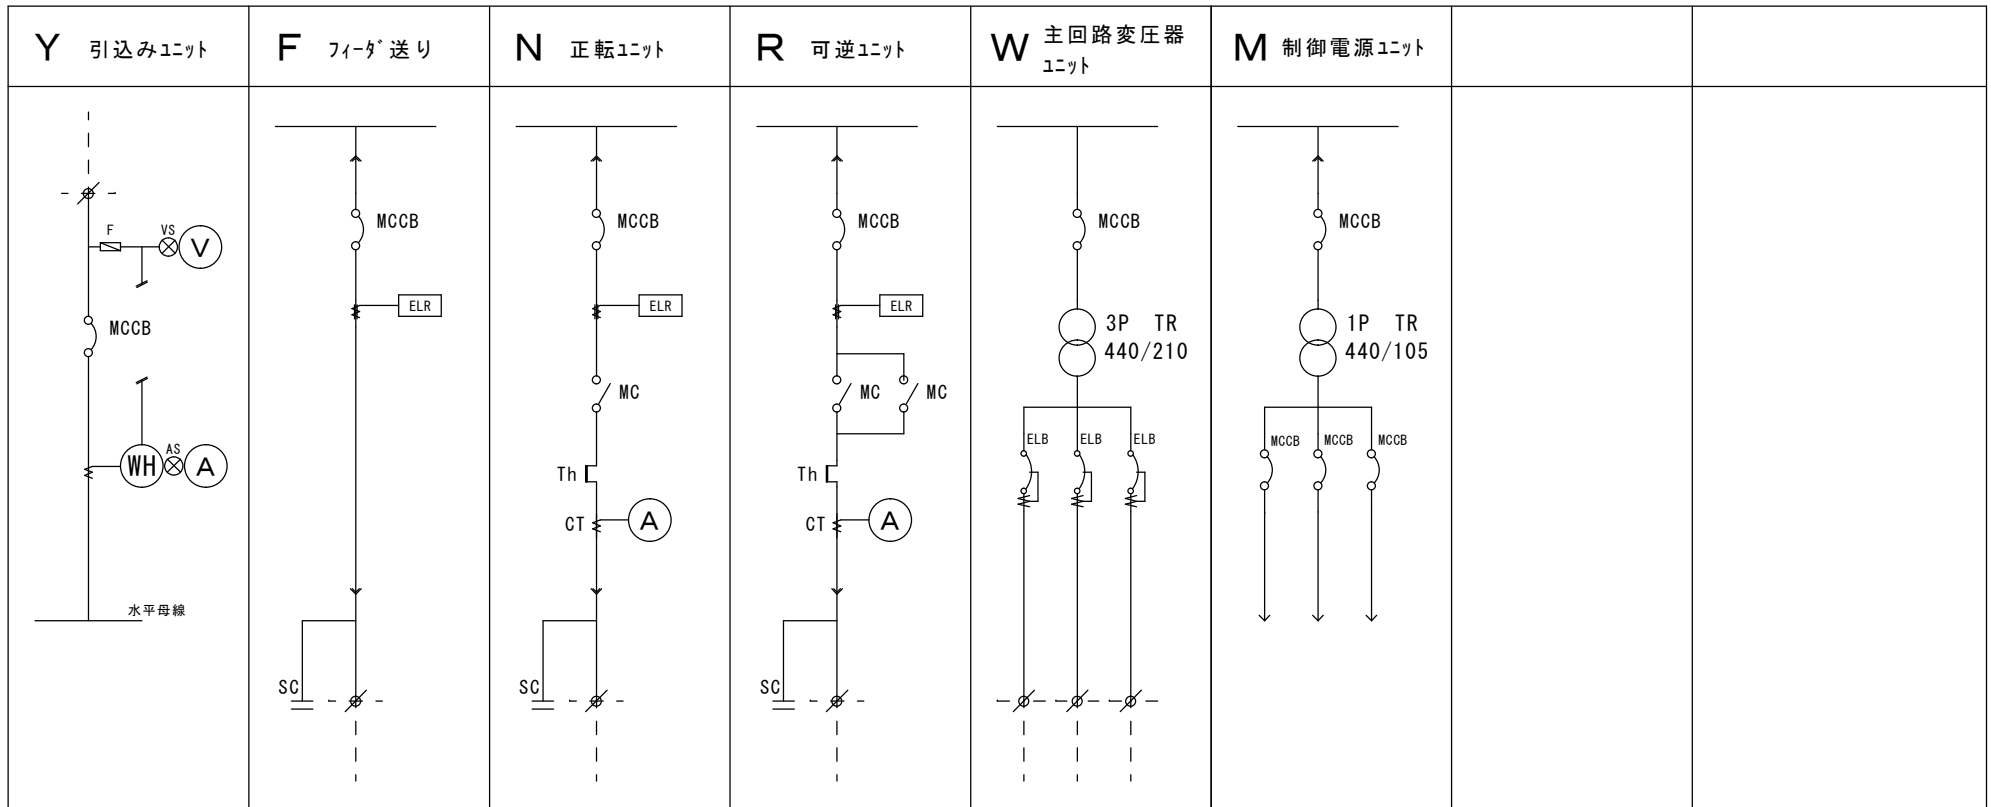 Y 引込みﾕﾆｯﾄ
F ﾌｨｰﾀﾞ送り
N 正転ﾕﾆｯﾄ
R 可逆ﾕﾆｯﾄ
W 主回路変圧器
ﾕﾆｯﾄ
M 制御電源ﾕﾆｯﾄ
F
VS
V
MCCB
WH
AS
A
水平母線
MCCB
ELR
SC
MCCB
ELR
MC
Th
CT
A
SC
MCCB
ELR
MC
MC
Th
CT
A
SC
MCCB
3P TR
440/210
ELB
ELB
ELB
MCCB
1P TR
440/105
MCCB
MCCB
MCCB